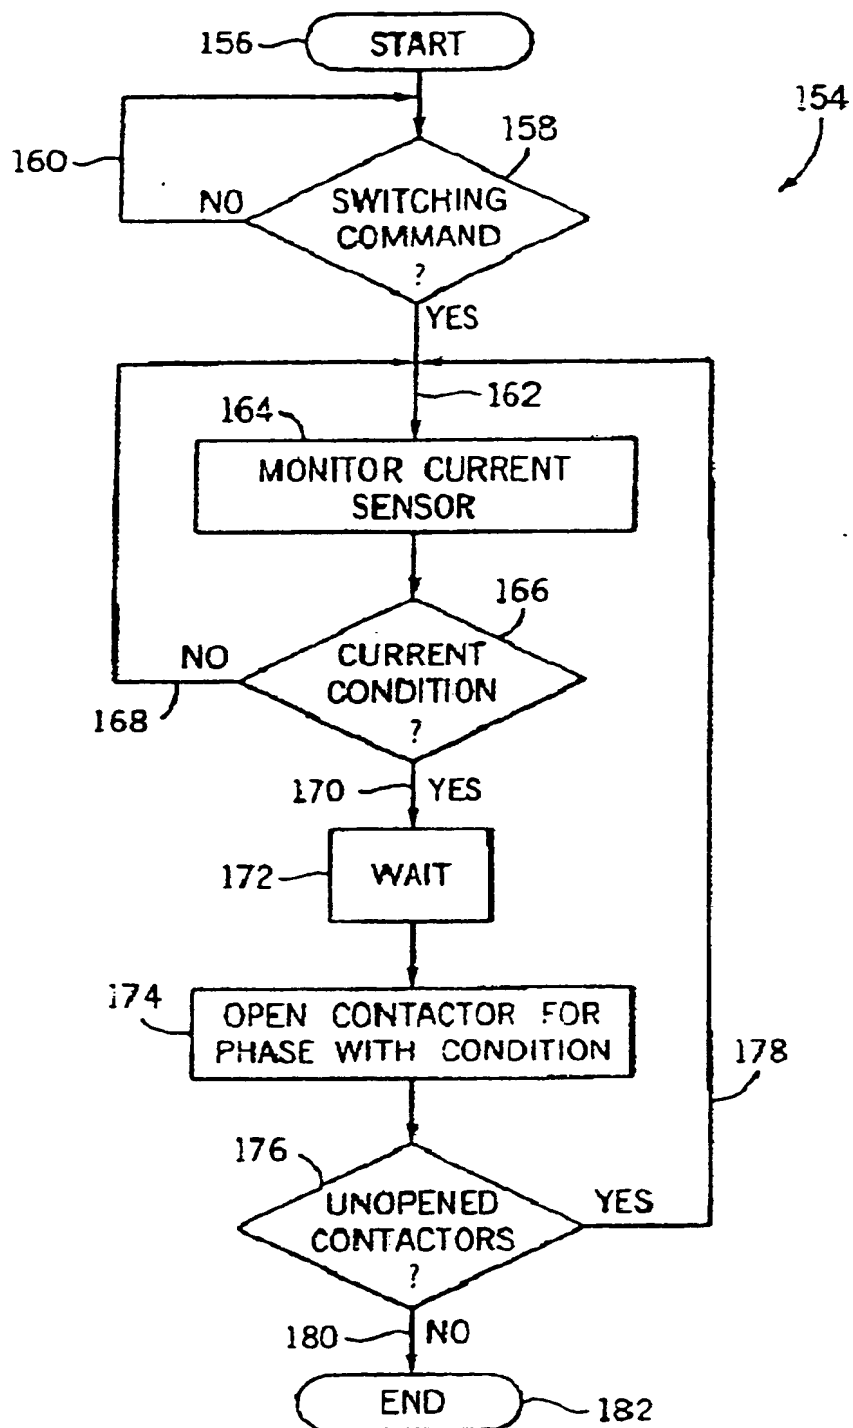 156
START
154
158
160
NO
SWITCHING
COMMAND
?
YES
162
164
MONITOR CURRENT
SENSOR
166
NO
CURRENT
CONDITION
?
168
170
YES
172
WAIT
174
OPEN CONTACTOR FOR
PHASE WITH CONDITION
178
176
UNOPENED
CONTACTORS
?
YES
180
NO
END
182